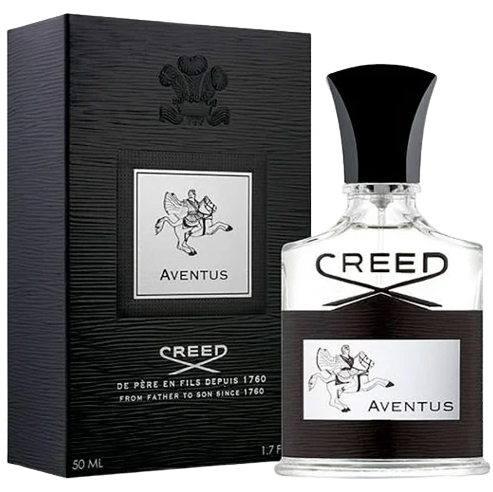 AVENTUS
CREED
DE PÈRE EN FILS DEPUIS 1760
FROM FATHER TO SON SINCE 1760
50 ML
1.7 F
CREED
AVENTUS